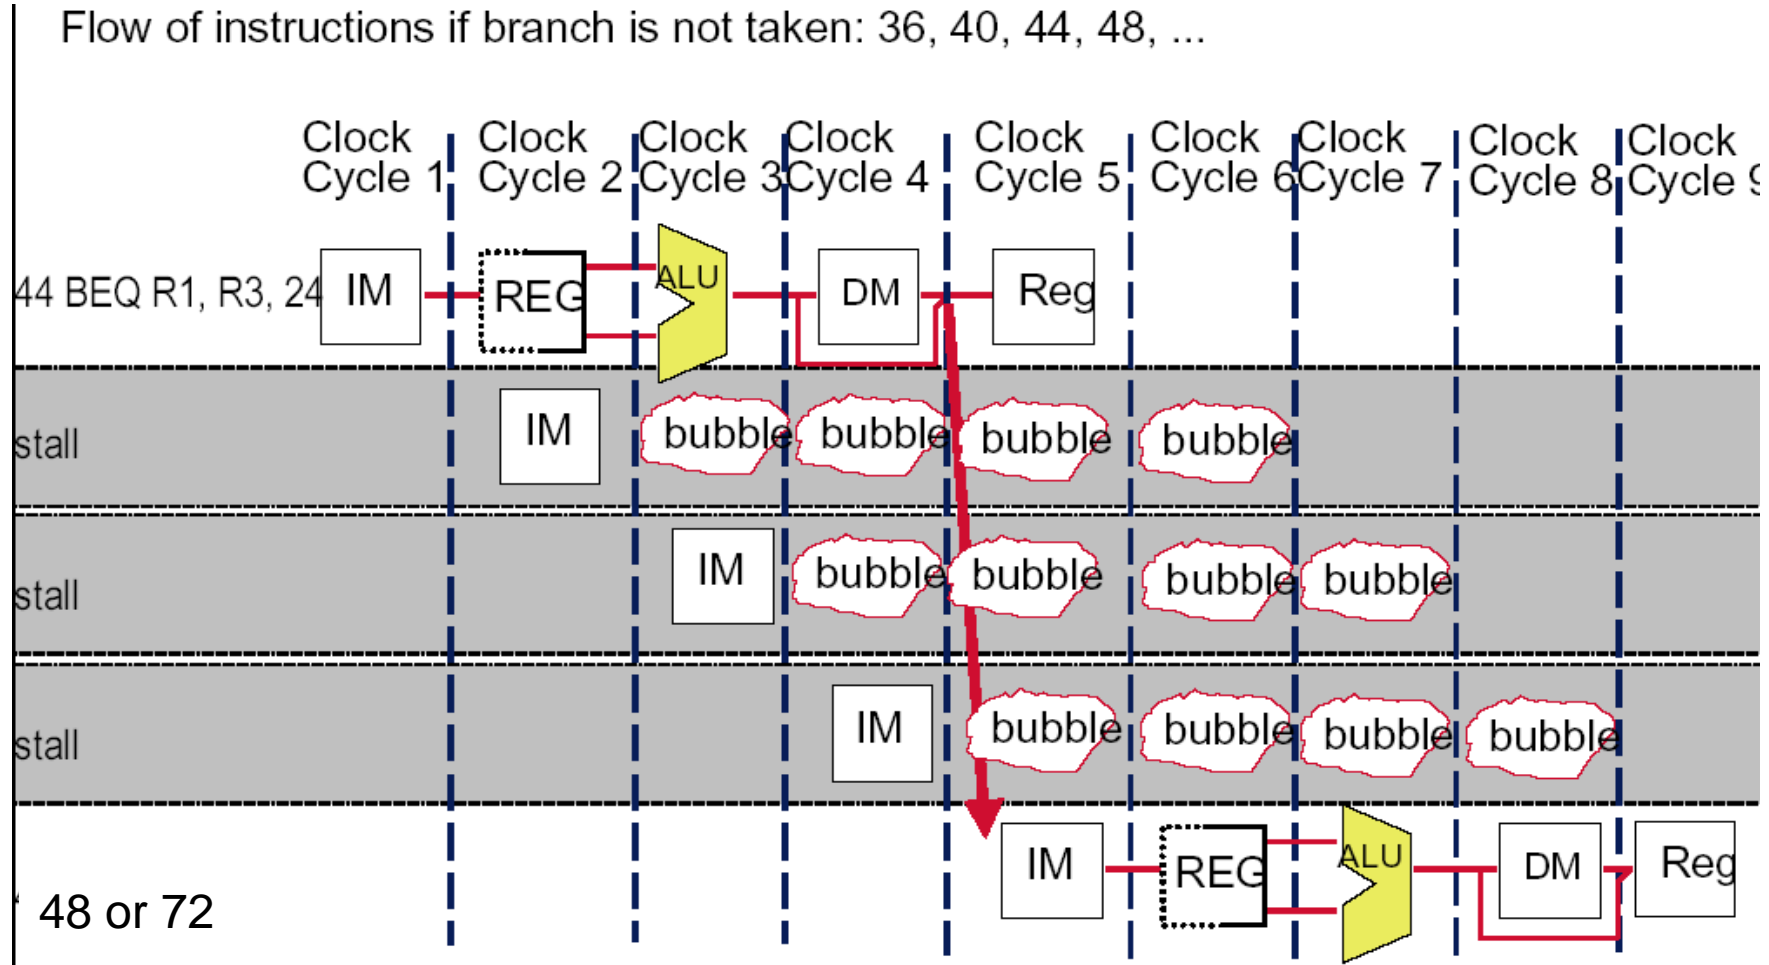 Flow of instructions if branch is not taken: 36, 40, 44, 48, ...
Clock Clock Clock Clock Clock Clock Clock Clock Clock
Cycle 1 Cycle 2 Cycle 3 Cycle 4 Cycle 5 Cycle 6 Cycle 7 Cycle 8 Cycle 9
44 BEQ R1, R3, 24 IM REG ALU DM Reg
stall IM bubble bubble bubble bubble
stall IM bubble bubble bubble bubble
stall IM bubble bubble bubble bubble
48 or 72 IM REG ALU DM Reg